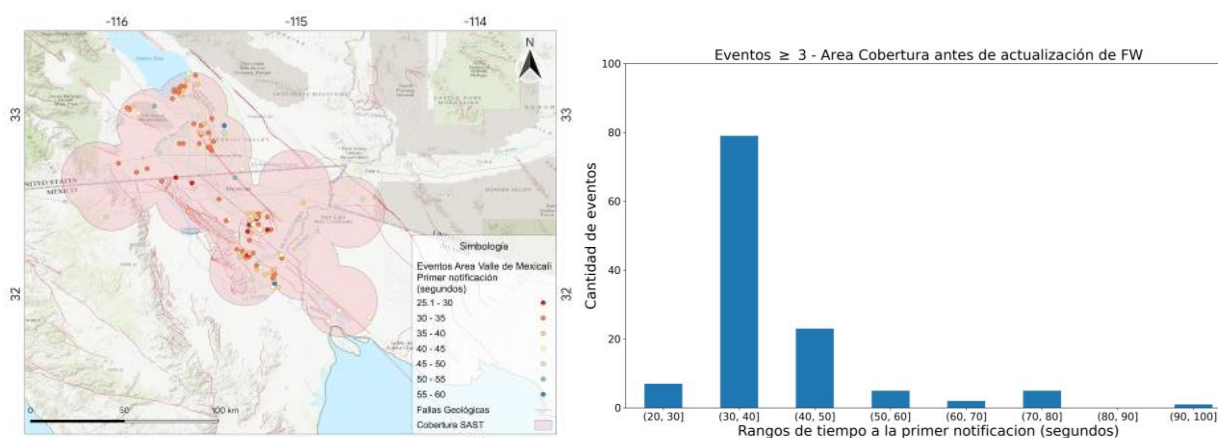 -116 -115 -114
N
33 33
UNITED STATES
MEXICO
32 32
Simbología
Eventos Area Valle de Mexicali
Primer notificación
(segundos)
25.1 - 30
30 - 35
35 - 40
40 - 45
45 - 50
50 - 55
55 - 60
Fallas Geológicas
Cobertura SAST
0 50 100 km
Eventos ≥ 3 - Area Cobertura antes de actualización de FW
Cantidad de eventos
100
80
60
40
20
0
(20, 30] (30, 40] (40, 50] (50, 60] (60, 70] (70, 80] (80, 90] (90, 100]
Rangos de tiempo a la primer notificacion (segundos)